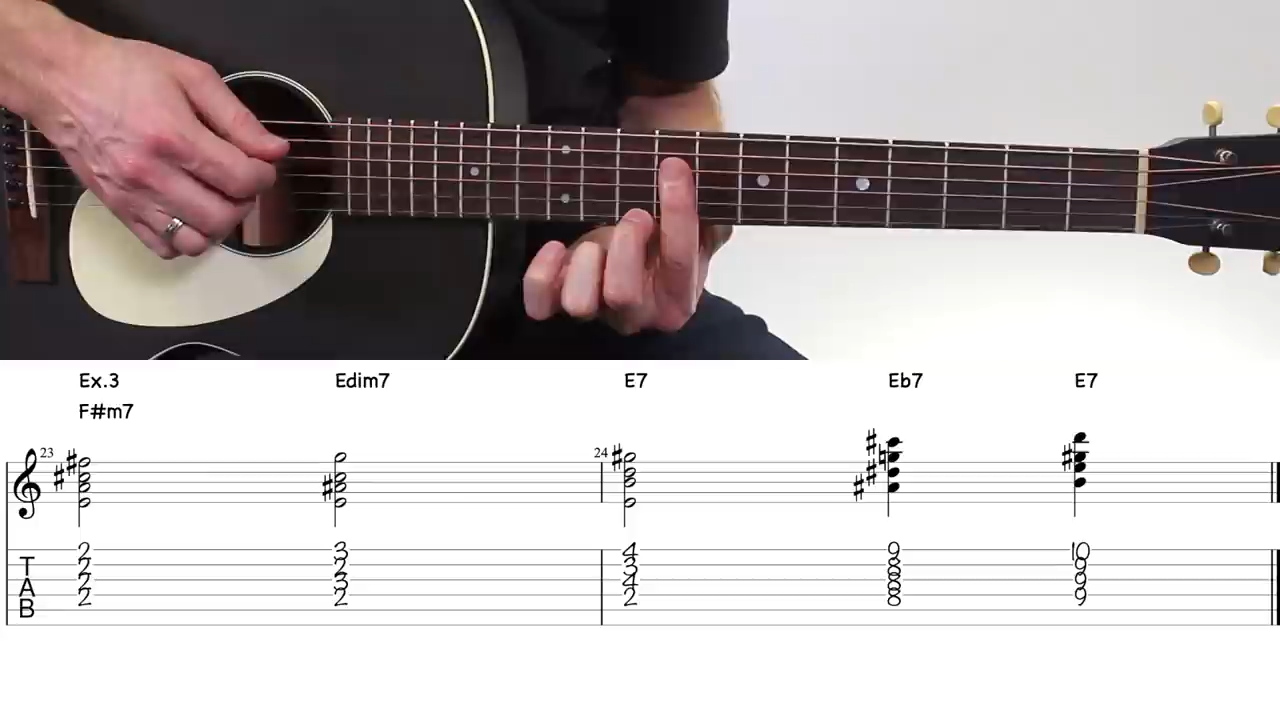 Ex.3 Edim7 E7 Eb7 E7
F#m7
23 24
2 3 4 9 10
T 2 2 3 8 9
2 3 4 8 9
A 2 2 2 8 9
B